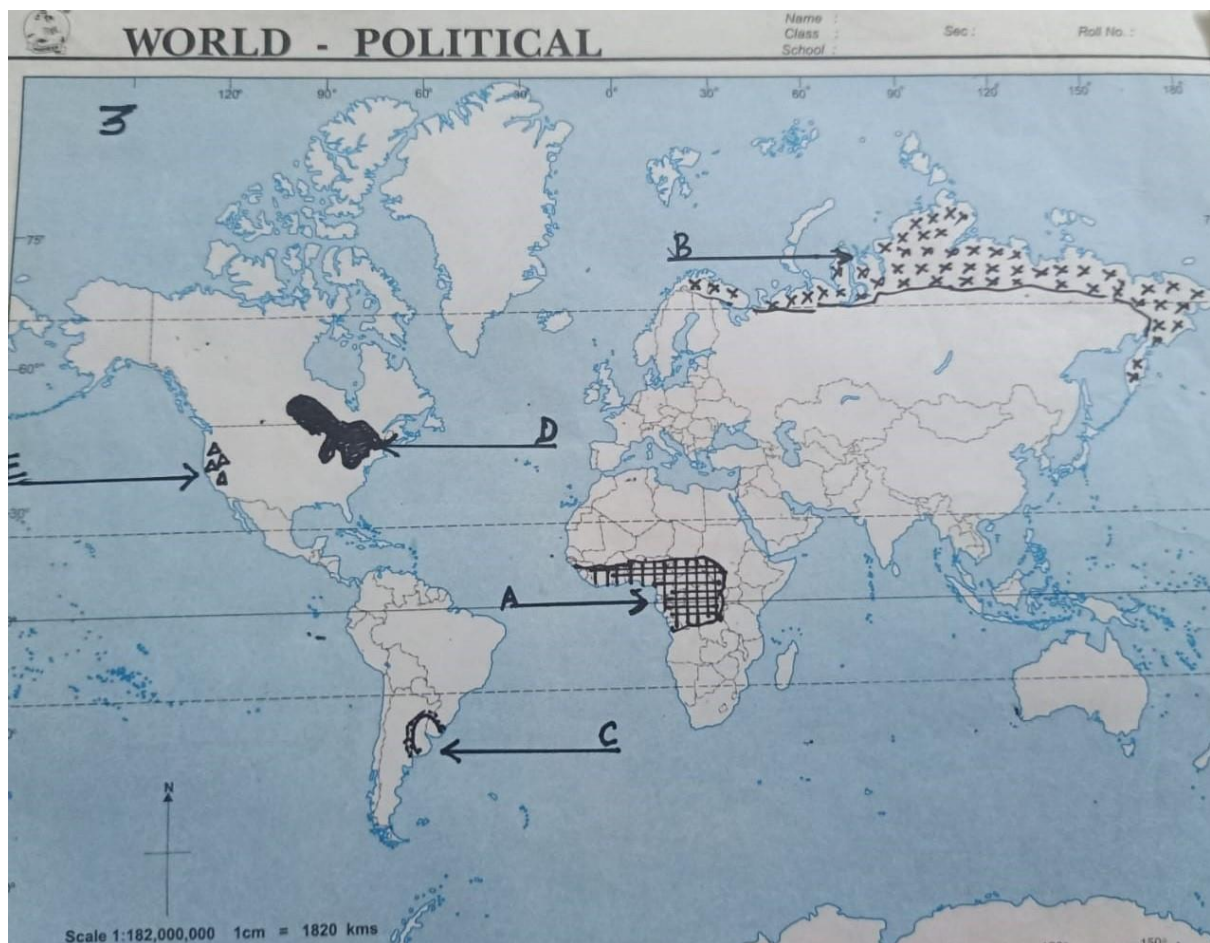 Name :
Class :
School :
Sec :
Roll No. :
WORLD - POLITICAL
120° 90° 60° 30° 0° 30° 60° 90° 120° 150° 180°
3
75°
B
60°
D
E
30°
A
C
N
Scale 1:182,000,000 1cm = 1820 kms
150°